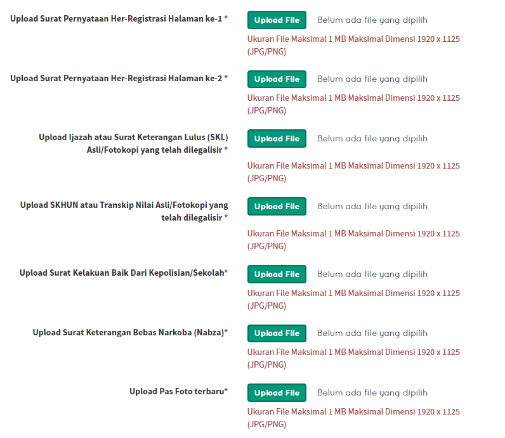 Upload Surat Pernyataan Her-Registrasi Halaman ke-1 *
Upload File Belum ada file yang dipilih
Ukuran File Maksimal 1 MB Maksimal Dimensi 1920 x 1125
(JPG/PNG)
Upload Surat Pernyataan Her-Registrasi Halaman ke-2 *
Upload File Belum ada file yang dipilih
Ukuran File Maksimal 1 MB Maksimal Dimensi 1920 x 1125
(JPG/PNG)
Upload Ijazah atau Surat Keterangan Lulus (SKL)
Asli/Fotokopi yang telah dilegalisir *
Upload File Belum ada file yang dipilih
Ukuran File Maksimal 1 MB Maksimal Dimensi 1920 x 1125
(JPG/PNG)
Upload SKHUN atau Transkip Nilai Asli/Fotokopi yang
telah dilegalisir *
Upload File Belum ada file yang dipilih
Ukuran File Maksimal 1 MB Maksimal Dimensi 1920 x 1125
(JPG/PNG)
Upload Surat Kelakuan Baik Dari Kepolisian/Sekolah*
Upload File Belum ada file yang dipilih
Ukuran File Maksimal 1 MB Maksimal Dimensi 1920 x 1125
(JPG/PNG)
Upload Surat Keterangan Bebas Narkoba (Nabza)*
Upload File Belum ada file yang dipilih
Ukuran File Maksimal 1 MB Maksimal Dimensi 1920 x 1125
(JPG/PNG)
Upload Pas Foto terbaru*
Upload File Belum ada file yang dipilih
Ukuran File Maksimal 1 MB Maksimal Dimensi 1920 x 1125
(JPG/PNG)